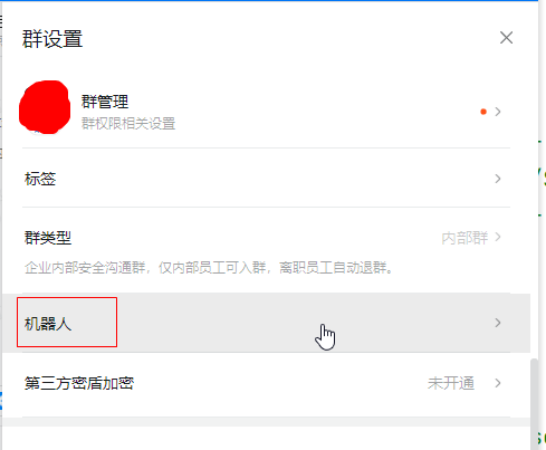 群设置
群管理
群权限相关设置
标签
群类型
内部群
企业内部安全沟通群，仅内部员工可入群，离职员工自动退群。
机器人
第三方密盾加密
未开通